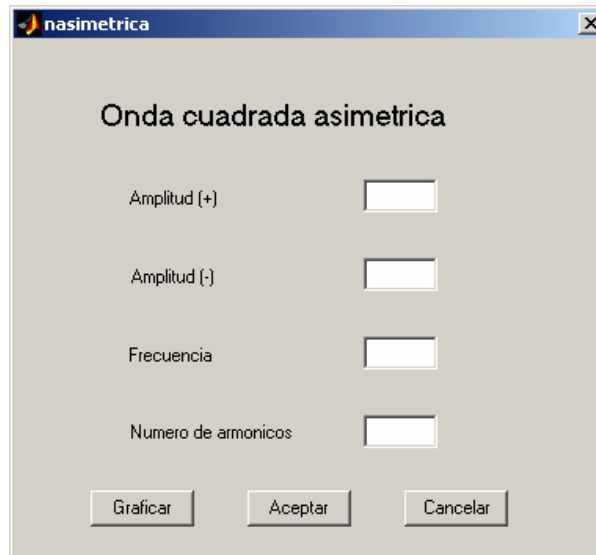 nasimetrica
Onda cuadrada asimetrica
Amplitud (+)
Amplitud (-)
Frecuencia
Numero de armonicos
Graficar Aceptar Cancelar